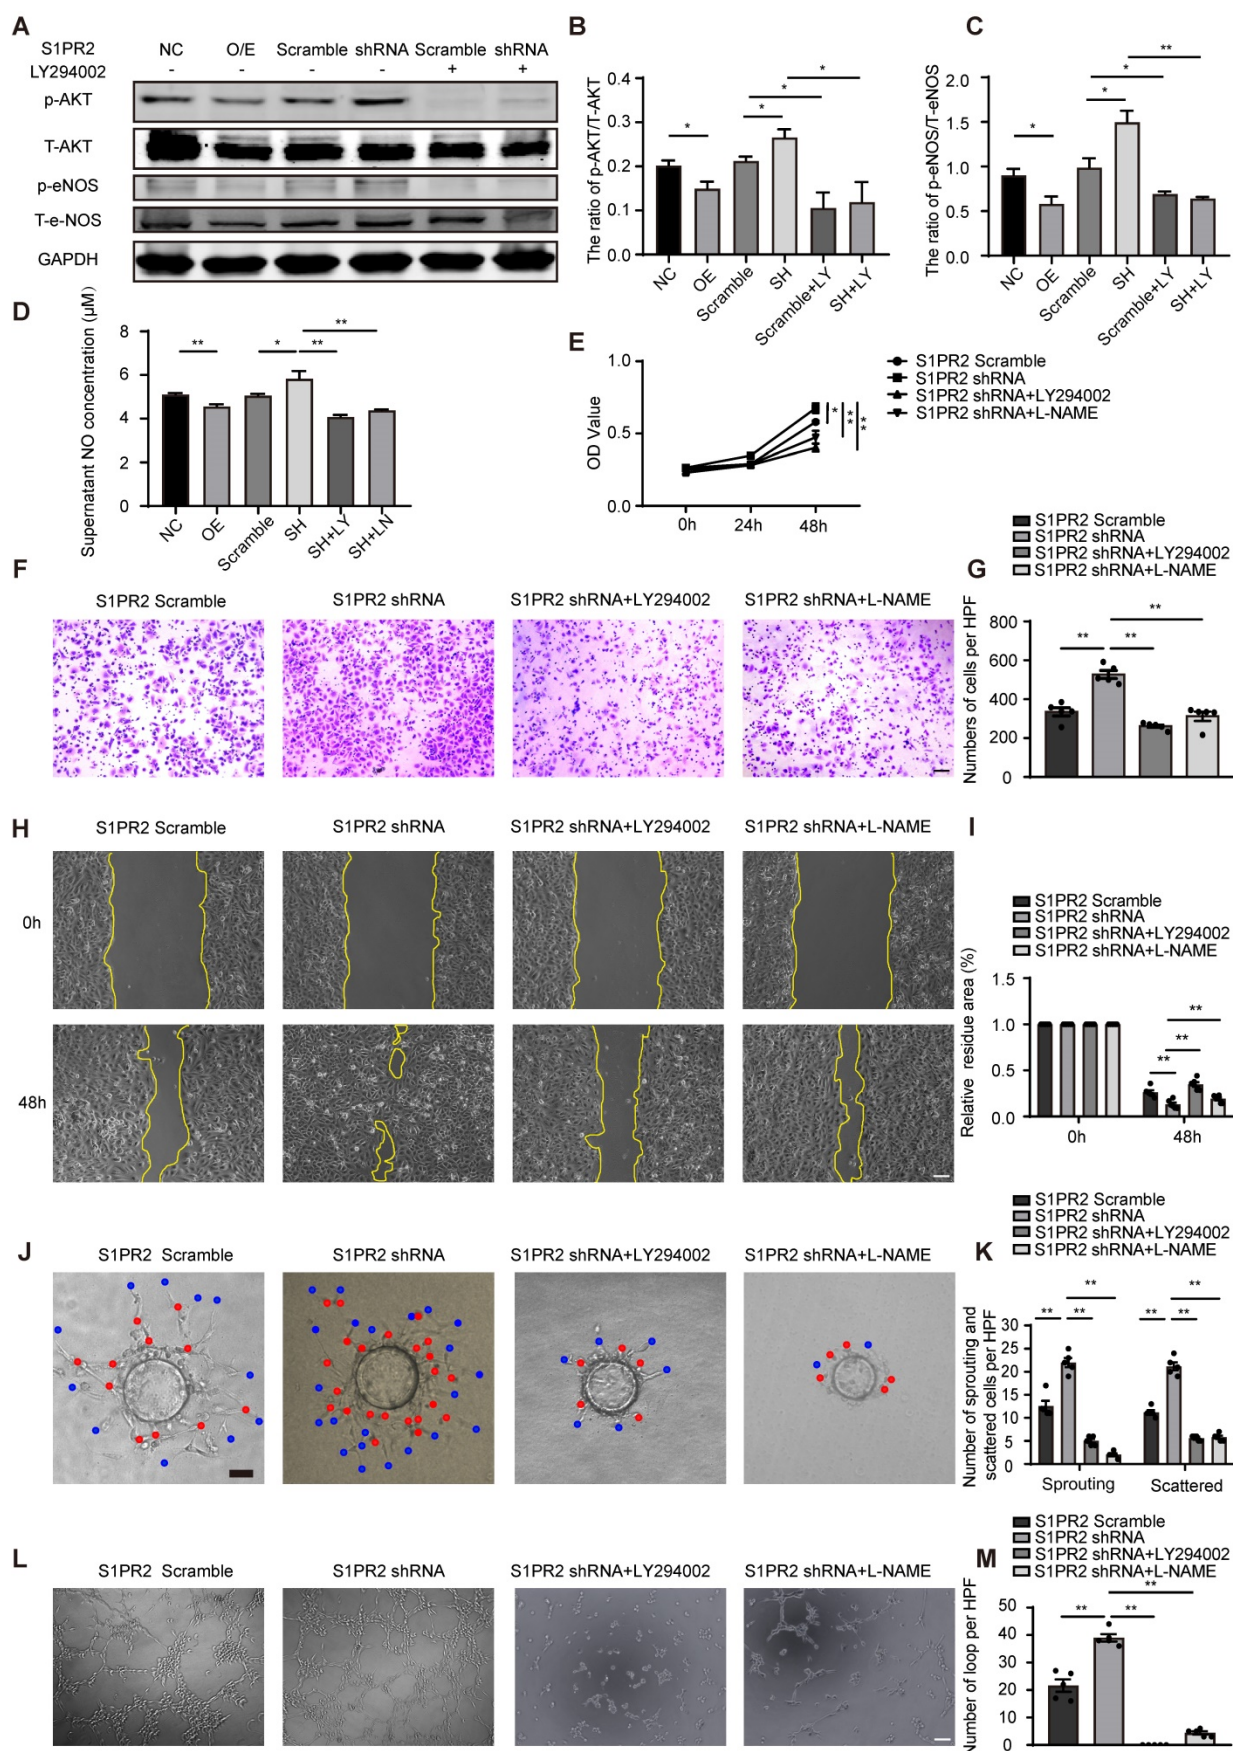 A
S1PR2 NC O/E Scramble shRNA Scramble shRNA
LY294002 - - - - + +
p-AKT
T-AKT
p-eNOS
T-e-NOS
GAPDH
B
The ratio of p-AKT/T-AKT
0.4
0.3
0.2
0.1
0.0
* * * *
NC OE Scramble SH Scramble+LY SH+LY
C
The ratio of p-eNOS/T-eNOS
2.0
1.5
1.0
0.5
0.0
* * * **
NC OE Scramble SH Scramble+LY SH+LY
D
Supernatant NO concentration (μM)
8
6
4
2
0
** * ** **
NC OE Scramble SH SH+LY SH+LN
E
OD Value
1.0
0.5
0.0
0h 24h 48h
* ** **
S1PR2 Scramble
S1PR2 shRNA
S1PR2 shRNA+LY294002
S1PR2 shRNA+L-NAME
F
S1PR2 Scramble S1PR2 shRNA S1PR2 shRNA+LY294002 S1PR2 shRNA+L-NAME
G
S1PR2 Scramble
S1PR2 shRNA
S1PR2 shRNA+LY294002
S1PR2 shRNA+L-NAME
Numbers of cells per HPF
800
600
400
200
0
** ** **
H
S1PR2 Scramble S1PR2 shRNA S1PR2 shRNA+LY294002 S1PR2 shRNA+L-NAME
0h
48h
I
S1PR2 Scramble
S1PR2 shRNA
S1PR2 shRNA+LY294002
S1PR2 shRNA+L-NAME
Relative residue area (%)
1.5
1.0
0.5
0.0
** ** **
0h 48h
J
S1PR2 Scramble S1PR2 shRNA S1PR2 shRNA+LY294002 S1PR2 shRNA+L-NAME
K
S1PR2 Scramble
S1PR2 shRNA
S1PR2 shRNA+LY294002
S1PR2 shRNA+L-NAME
Number of sprouting and
scattered cells per HPF
30
25
20
15
10
5
0
** ** ** ** ** **
Sprouting Scattered
L
S1PR2 Scramble S1PR2 shRNA S1PR2 shRNA+LY294002 S1PR2 shRNA+L-NAME
M
S1PR2 Scramble
S1PR2 shRNA
S1PR2 shRNA+LY294002
S1PR2 shRNA+L-NAME
Number of loop per HPF
50
40
30
20
10
0
** ** **